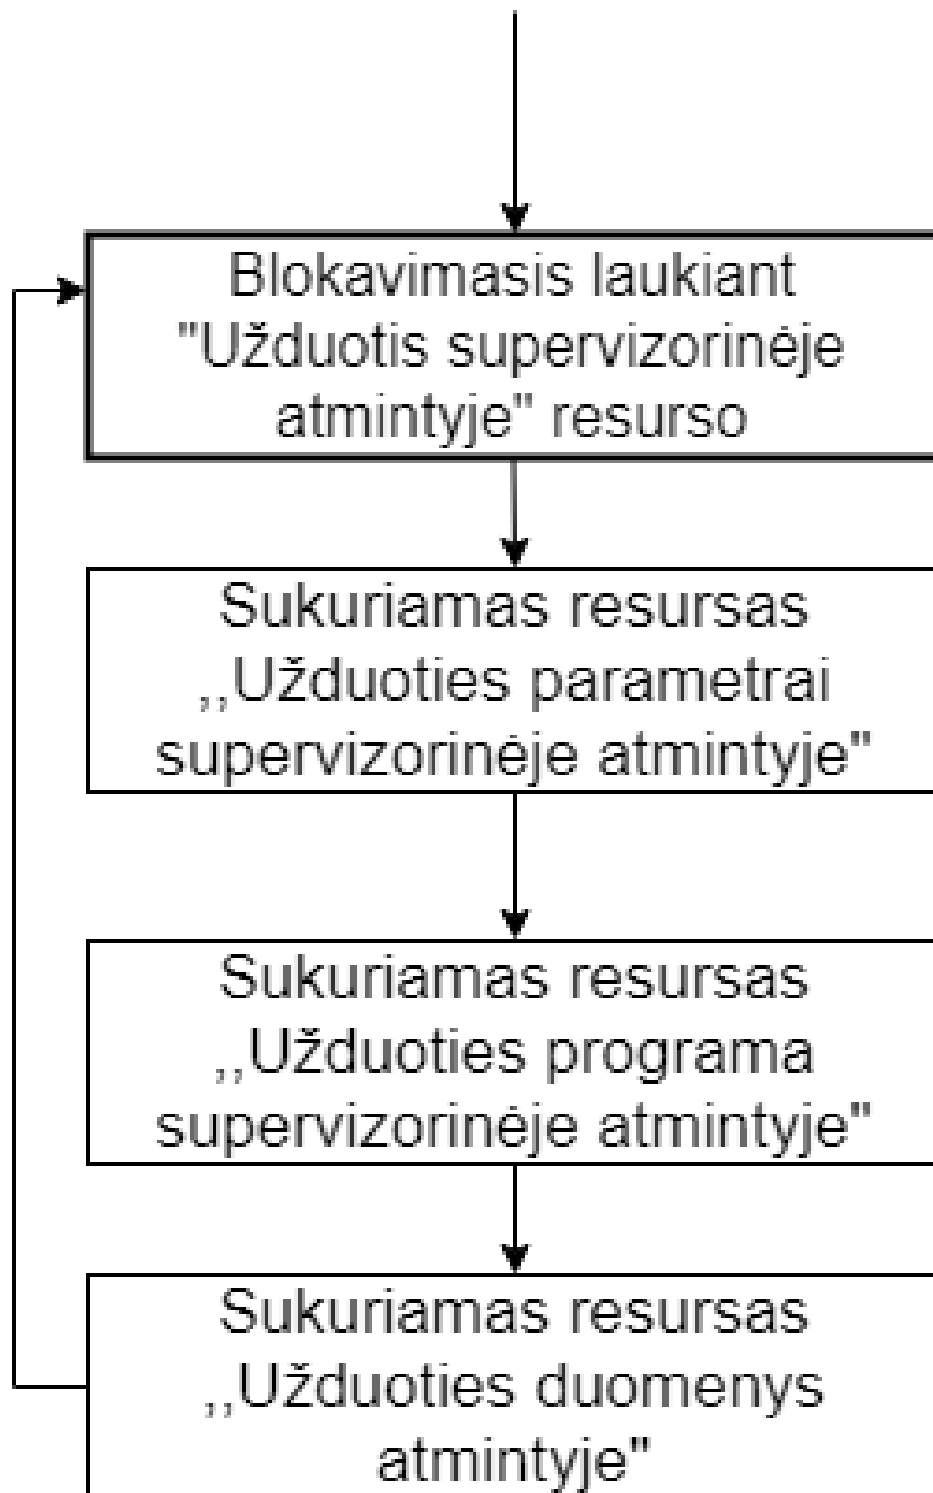 Blokavimasis laukiant
"Užduotis supervizorinėje
atmintyje" resurso
Sukuriamas resursas
,,Užduoties parametrai
supervizorinėje atmintyje"
Sukuriamas resursas
,,Užduoties programa
supervizorinėje atmintyje"
Sukuriamas resursas
,,Užduoties duomenys
atmintyje"